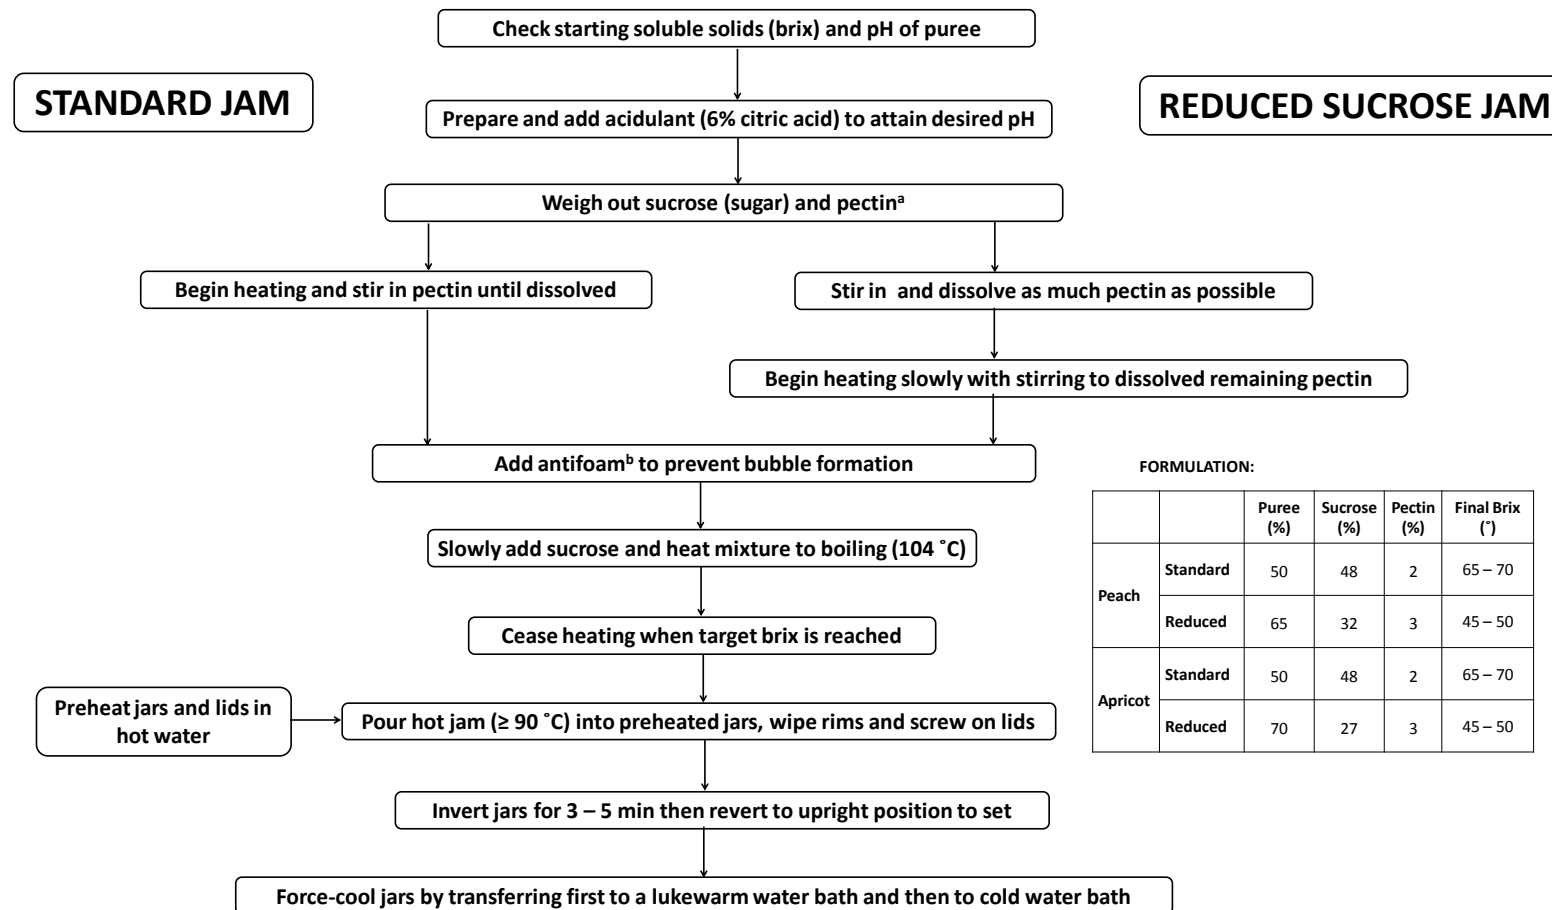 Check starting soluble solids (brix) and pH of puree
STANDARD JAM
REDUCED SUCROSE JAM
Prepare and add acidulant (6% citric acid) to attain desired pH
Weigh out sucrose (sugar) and pectinᵃ
Begin heating and stir in pectin until dissolved
Stir in  and dissolve as much pectin as possible
Begin heating slowly with stirring to dissolved remaining pectin
Add antifoamᵇ to prevent bubble formation
Slowly add sucrose and heat mixture to boiling (104 ˚C)
Cease heating when target brix is reached
Preheat jars and lids in
hot water
Pour hot jam (≥ 90 ˚C) into preheated jars, wipe rims and screw on lids
Invert jars for 3 – 5 min then revert to upright position to set
Force-cool jars by transferring first to a lukewarm water bath and then to cold water bath
FORMULATION:
Puree (%) Sucrose (%) Pectin (%) Final Brix (˚)
Peach Standard 50 48 2 65 – 70
Reduced 65 32 3 45 – 50
Apricot Standard 50 48 2 65 – 70
Reduced 70 27 3 45 – 50